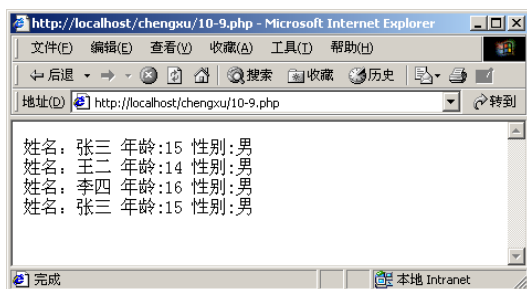 http://localhost/chengxu/10-9.php - Microsoft Internet Explorer
文件(F) 编辑(E) 查看(V) 收藏(A) 工具(T) 帮助(H)
后退 搜索 收藏 历史
地址(D) http://localhost/chengxu/10-9.php 转到
姓名：张三 年龄:15 性别:男
姓名：王二 年龄:14 性别:男
姓名：李四 年龄:16 性别:男
姓名：张三 年龄:15 性别:男
完成 本地 Intranet